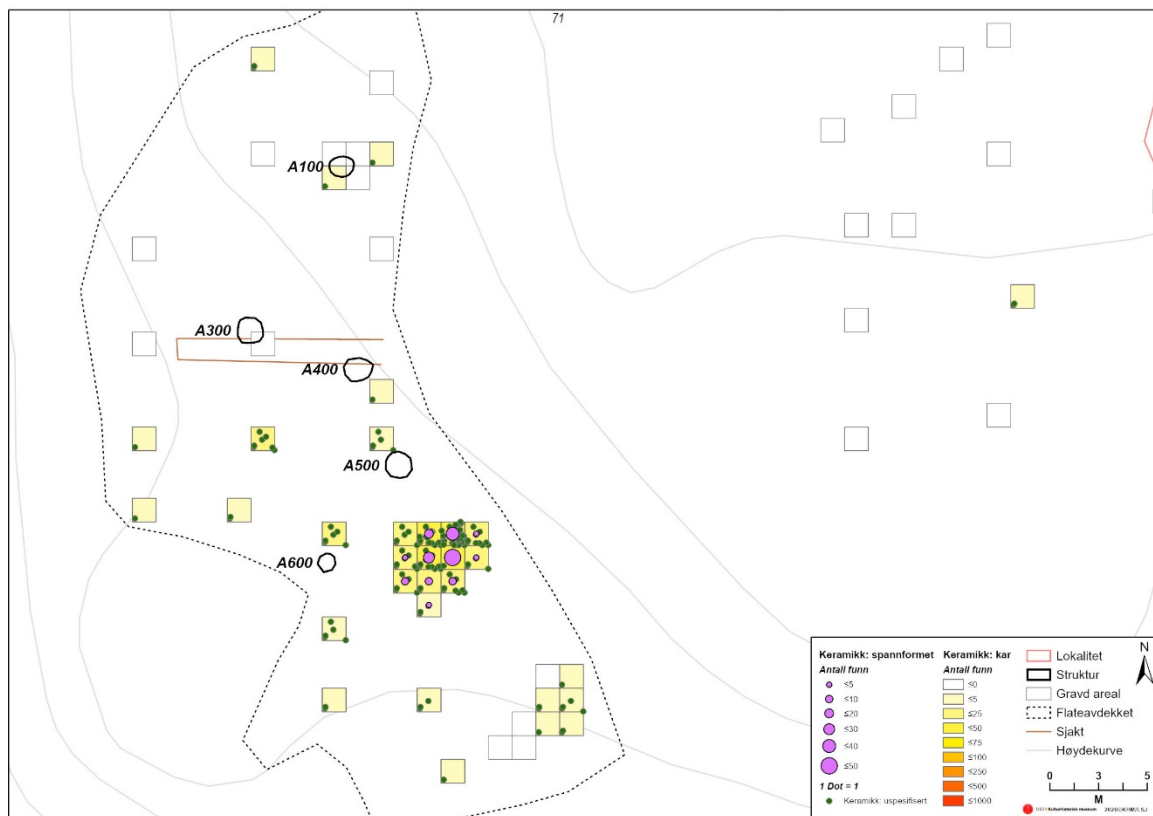 71
A100
A300
A400
A500
A600
Keramikk: spannformet
Antall funn
≤5
≤10
≤20
≤30
≤40
≤50
1 Dot = 1
Keramikk: uspesifisert
Keramikk: kar
Antall funn
≤0
≤5
≤25
≤50
≤75
≤100
≤250
≤500
≤1000
Lokalitet
Struktur
Gravd areal
Flateavdekket
Sjakt
Høydekurve
N
0 3 5
M
Kulturhistorisk museum